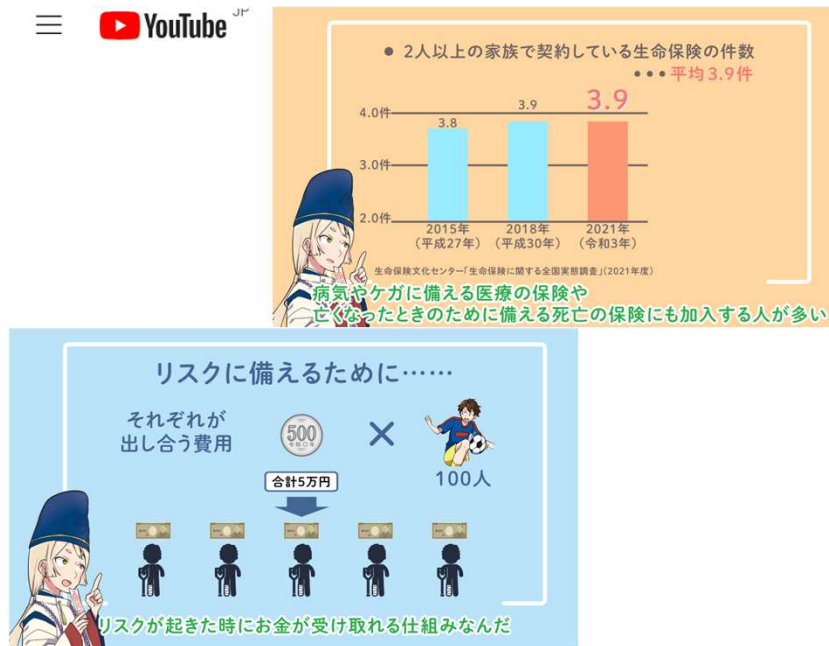 YouTube JP
● 2人以上の家族で契約している生命保険の件数
●●●平均3.9件
4.0件
3.0件
2.0件
3.8
3.9
3.9
2015年
（平成27年）
2018年
（平成30年）
2021年
（令和3年）
生命保険文化センター「生命保険に関する全国実態調査」（2021年度）
病気やケガに備える医療の保険や
亡くなったときのために備える死亡の保険にも加入する人が多い
リスクに備えるために……
それぞれが
出し合う費用
500
×
100人
合計5万円
リスクが起きた時にお金が受け取れる仕組みなんだ